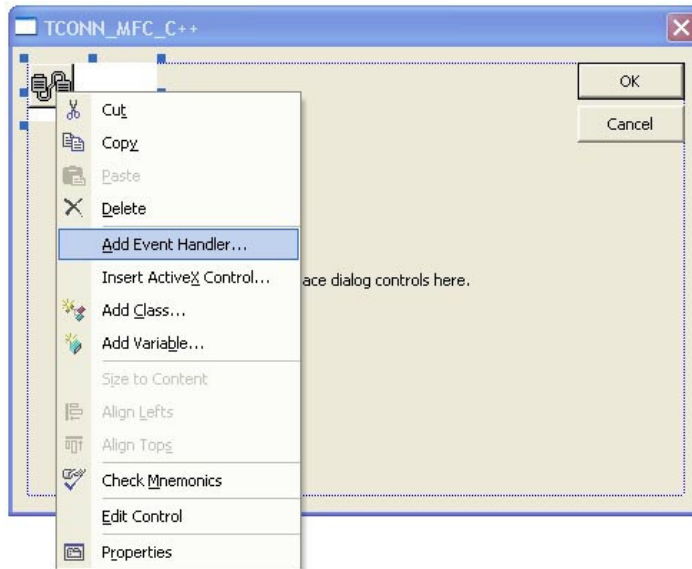 TCONN_MFC_C++
OK
Cancel
Cut
Copy
Paste
Delete
Add Event Handler...
Insert ActiveX Control...
ace dialog controls here.
Add Class...
Add Variable...
Size to Content
Align Lefts
Align Tops
Check Mnemonics
Edit Control
Properties